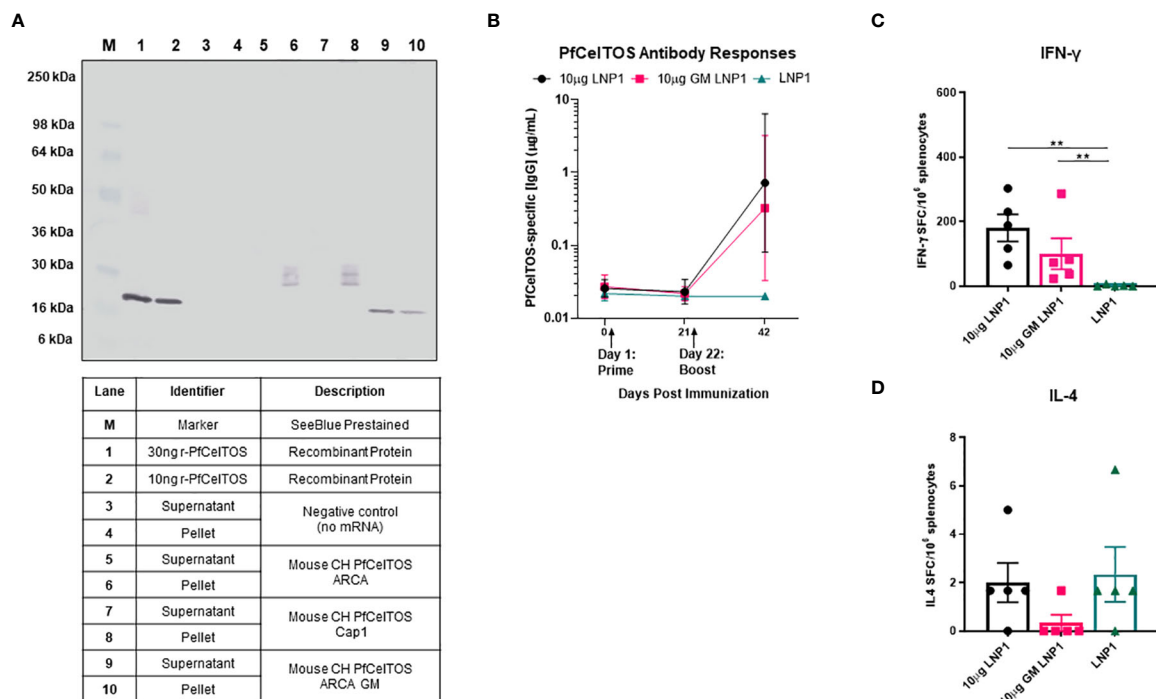 A
M 1 2 3 4 5 6 7 8 9 10
250 kDa
98 kDa
64 kDa
50 kDa
36 kDa
30 kDa
16 kDa
6 kDa
Lane Identifier Description
M Marker SeeBlue Prestained
1 30ng r-PfCelTOS Recombinant Protein
2 10ng r-PfCelTOS Recombinant Protein
3 Supernatant
Negative control
(no mRNA)
4 Pellet
5 Supernatant
Mouse CH PfCelTOS
ARCA
6 Pellet
7 Supernatant
Mouse CH PfCelTOS
Cap1
8 Pellet
9 Supernatant
Mouse CH PfCelTOS
ARCA GM
10 Pellet
B
PfCelTOS Antibody Responses
10μg LNP1 10μg GM LNP1 LNP1
PfCelTOS-specific [IgG] (μg/mL)
10
1
0.1
0.01
0 21 42
Day 1:
Prime
Day 22:
Boost
Days Post Immunization
C
IFN-γ
IFN-γ SFC/10⁶ splenocytes
600
400
200
0
**
**
10μg LNP1
10μg GM LNP1
LNP1
D
IL-4
IL4 SFC/10⁶ splenocytes
8
6
4
2
0
10μg LNP1
10μg GM LNP1
LNP1